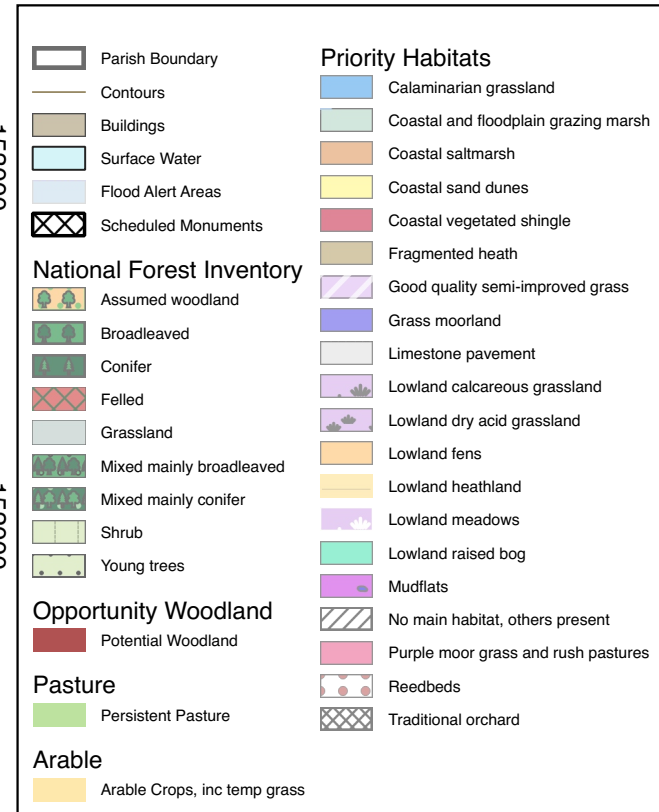 Parish Boundary
Contours
Buildings
Surface Water
Flood Alert Areas
Scheduled Monuments
National Forest Inventory
Assumed woodland
Broadleaved
Conifer
Felled
Grassland
Mixed mainly broadleaved
Mixed mainly conifer
Shrub
Young trees
Opportunity Woodland
Potential Woodland
Pasture
Persistent Pasture
Arable
Arable Crops, inc temp grass
Priority Habitats
Calaminarian grassland
Coastal and floodplain grazing marsh
Coastal saltmarsh
Coastal sand dunes
Coastal vegetated shingle
Fragmented heath
Good quality semi-improved grass
Grass moorland
Limestone pavement
Lowland calcareous grassland
Lowland dry acid grassland
Lowland fens
Lowland heathland
Lowland meadows
Lowland raised bog
Mudflats
No main habitat, others present
Purple moor grass and rush pastures
Reedbeds
Traditional orchard